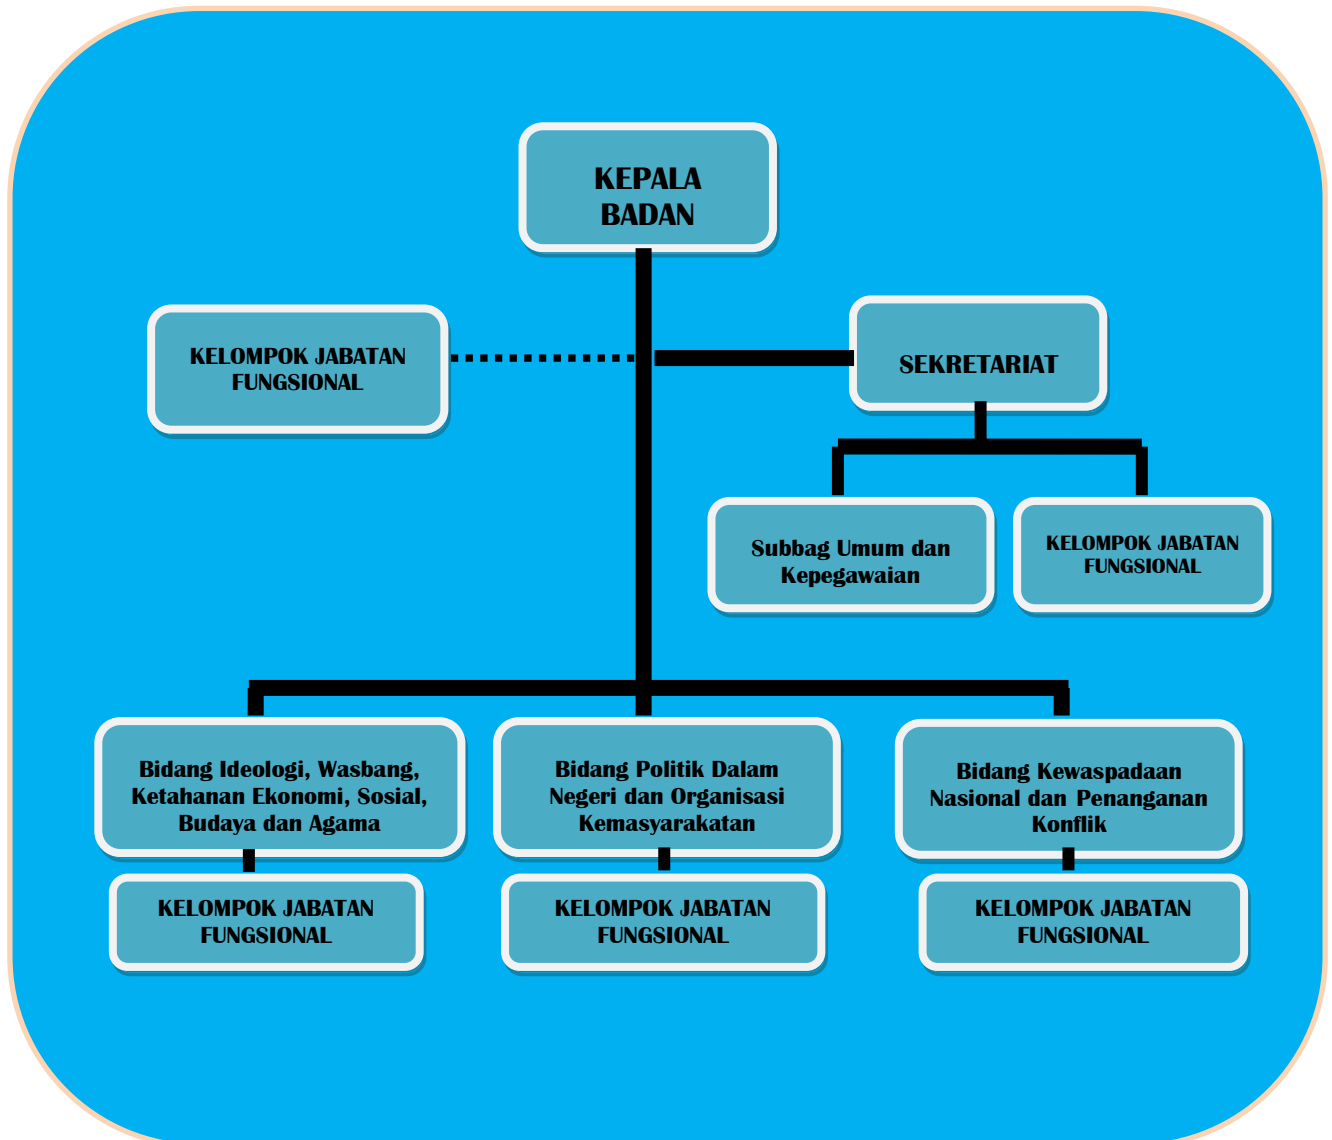 KEPALA
BADAN
KELOMPOK JABATAN
FUNGSIONAL
SEKRETARIAT
Subbag Umum dan
Kepegawaian
KELOMPOK JABATAN
FUNGSIONAL
Bidang Ideologi, Wasbang,
Ketahanan Ekonomi, Sosial,
Budaya dan Agama
Bidang Politik Dalam
Negeri dan Organisasi
Kemasyarakatan
Bidang Kewaspadaan
Nasional dan Penanganan
Konflik
KELOMPOK JABATAN
FUNGSIONAL
KELOMPOK JABATAN
FUNGSIONAL
KELOMPOK JABATAN
FUNGSIONAL